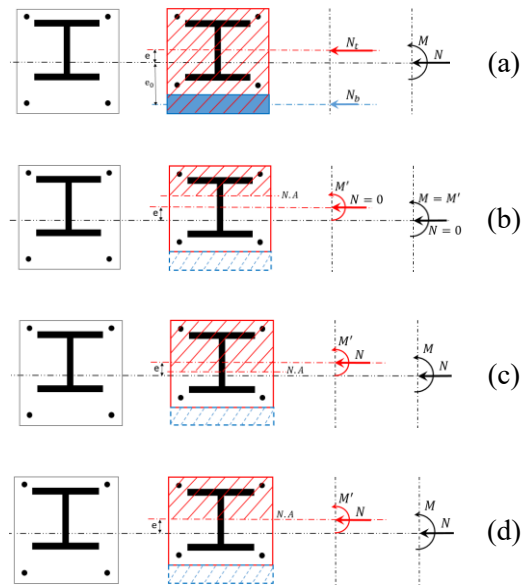 e
e₀
N_t
N_b
M
N
(a)
e
N.A
M'
N = 0
M = M'
N = 0
(b)
e
N.A
M'
N
M
N
(c)
e
N.A
M'
N
M
N
(d)